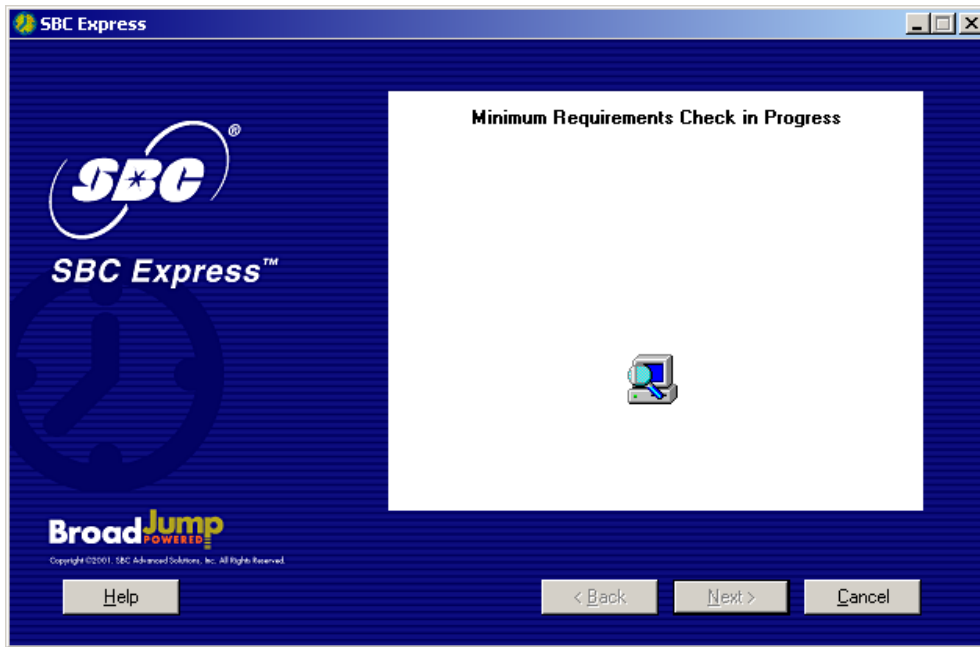 SBC Express
Minimum Requirements Check in Progress
SBC®
SBC Express™
BroadJump
POWERED
Copyright ©2001, SBC Advanced Solutions, Inc. All Rights Reserved.
Help
< Back
Next >
Cancel